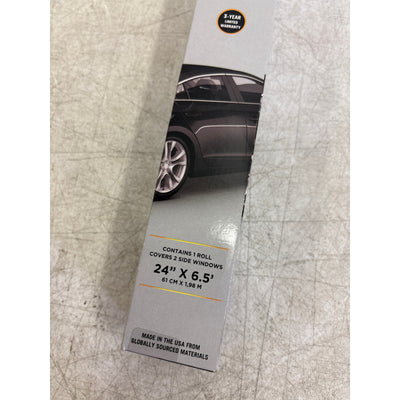 3-YEAR
LIMITED
WARRANTY
CONTAINS 1 ROLL
COVERS 2 SIDE WINDOWS
24" X 6.5'
61 CM X 1,98 M
MADE IN THE USA FROM
GLOBALLY SOURCED MATERIALS